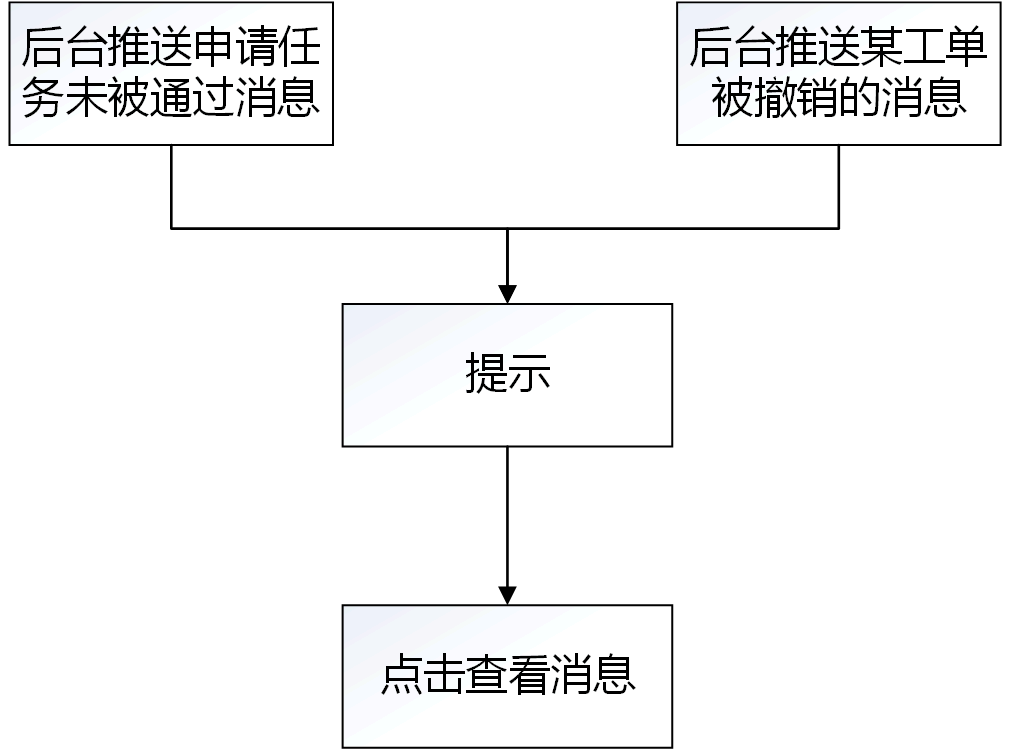 后台推送申请任
务未被通过消息
后台推送某工单
被撤销的消息
提示
点击查看消息